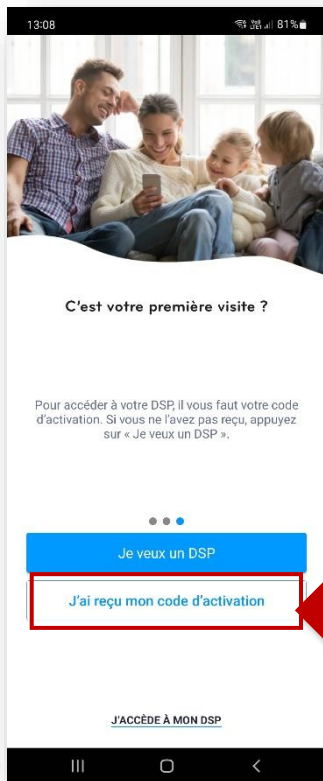 13:08 81%
C'est votre première visite ?
Pour accéder à votre DSP, il vous faut votre code
d'activation. Si vous ne l'avez pas reçu, appuyez
sur « Je veux un DSP ».
Je veux un DSP
J'ai reçu mon code d'activation
J'ACCÈDE À MON DSP